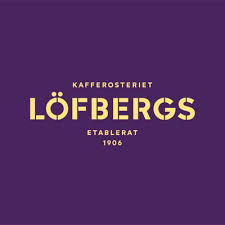 KAFFEROSTERIET
LÖFBERGS
ETABLERAT
1906